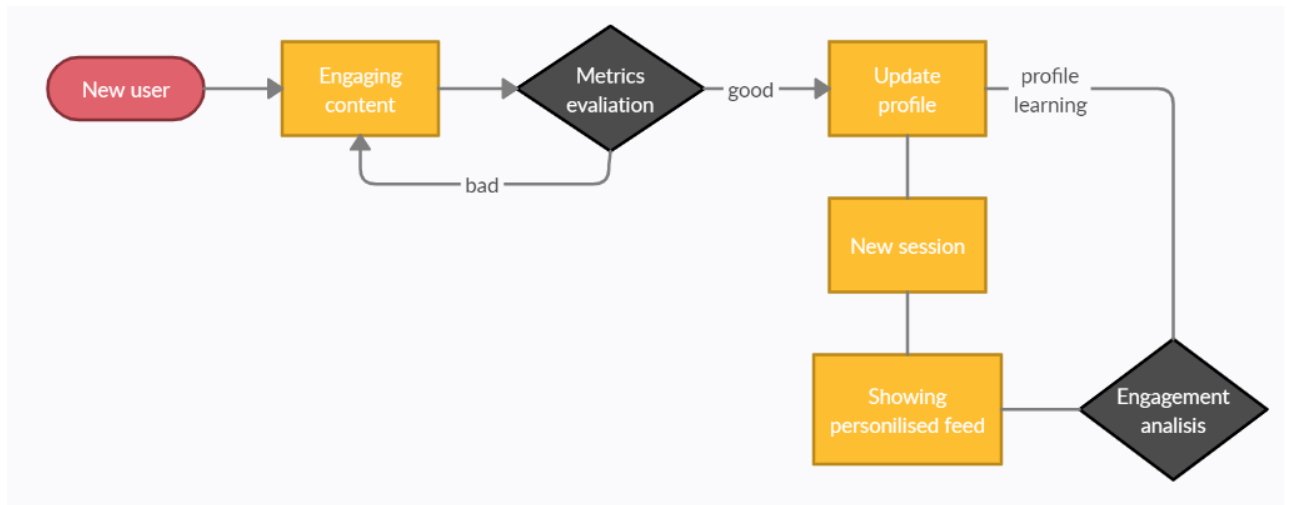 New user
Engaging
content
Metrics
evaliation
good
bad
Update
profile
profile
learning
New session
Showing
personilised feed
Engagement
analisis